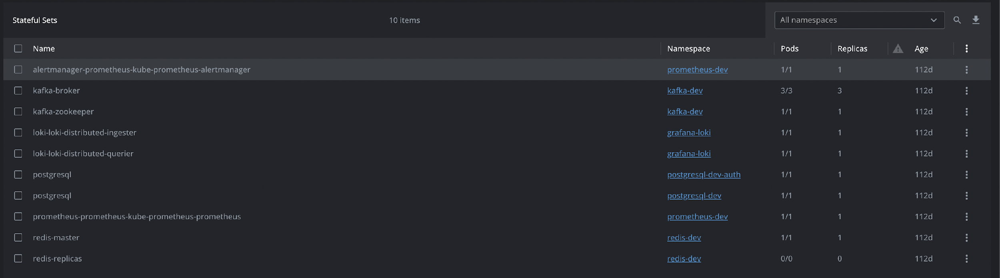 Stateful Sets 10 items All namespaces
Name Namespace Pods Replicas Age
alertmanager-prometheus-kube-prometheus-alertmanager prometheus-dev 1/1 1 112d
kafka-broker kafka-dev 3/3 3 112d
kafka-zookeeper kafka-dev 1/1 1 112d
loki-loki-distributed-ingester grafana-loki 1/1 1 112d
loki-loki-distributed-querier grafana-loki 1/1 1 112d
postgresql postgresql-dev-auth 1/1 1 112d
postgresql postgresql-dev 1/1 1 112d
prometheus-prometheus-kube-prometheus-prometheus prometheus-dev 1/1 1 112d
redis-master redis-dev 1/1 1 112d
redis-replicas redis-dev 0/0 0 112d